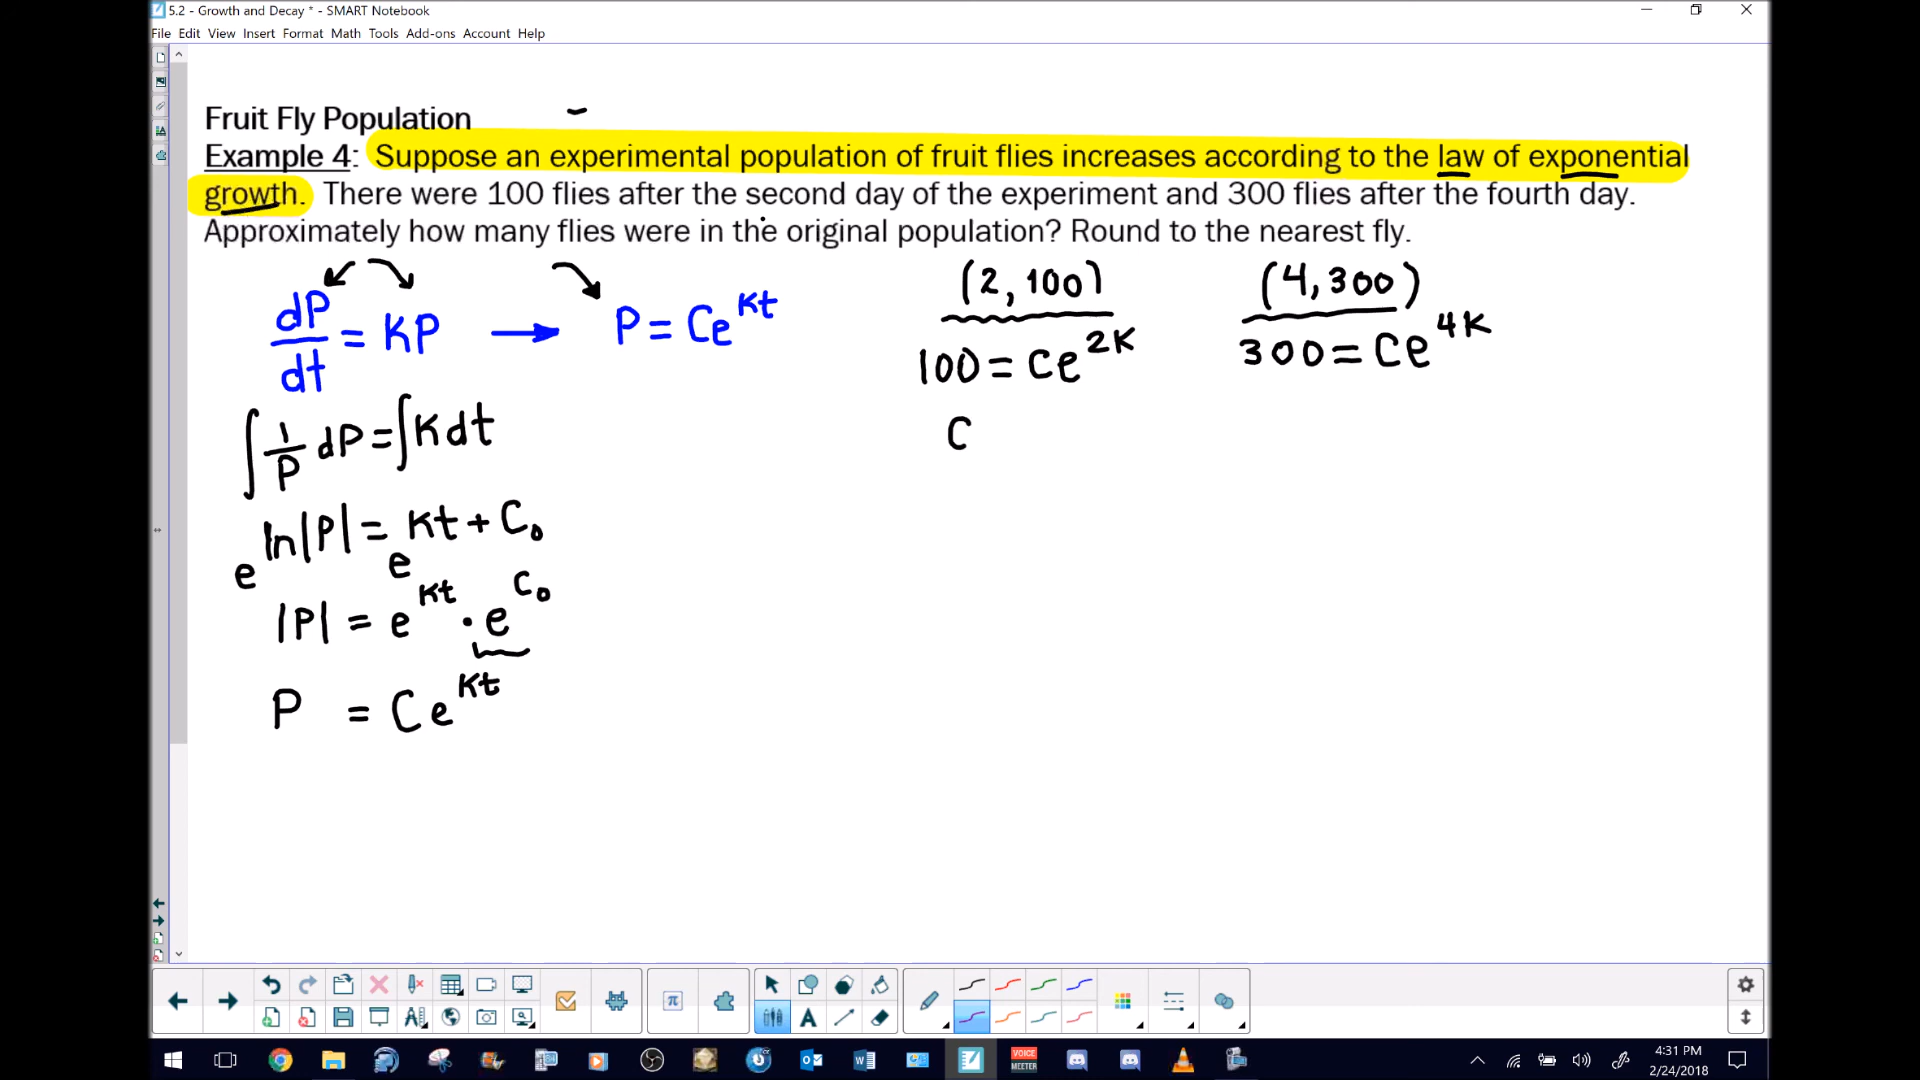 5.2 - Growth and Decay * - SMART Notebook
File Edit View Insert Format Math Tools Add-ons Account Help
Fruit Fly Population
Example 4: Suppose an experimental population of fruit flies increases according to the law of exponential
growth. There were 100 flies after the second day of the experiment and 300 flies after the fourth day.
Approximately how many flies were in the original population? Round to the nearest fly.
dP/dt = KP → P = Ce^Kt
(2, 100) (4, 300)
100 = Ce^2K 300 = Ce^4K
C
∫ 1/P dP = ∫ K dt
e^ln|P| = e^Kt + C₀
|P| = e^Kt · e^C₀
P = Ce^Kt
π
A
VOICE MEETER
4:31 PM
2/24/2018